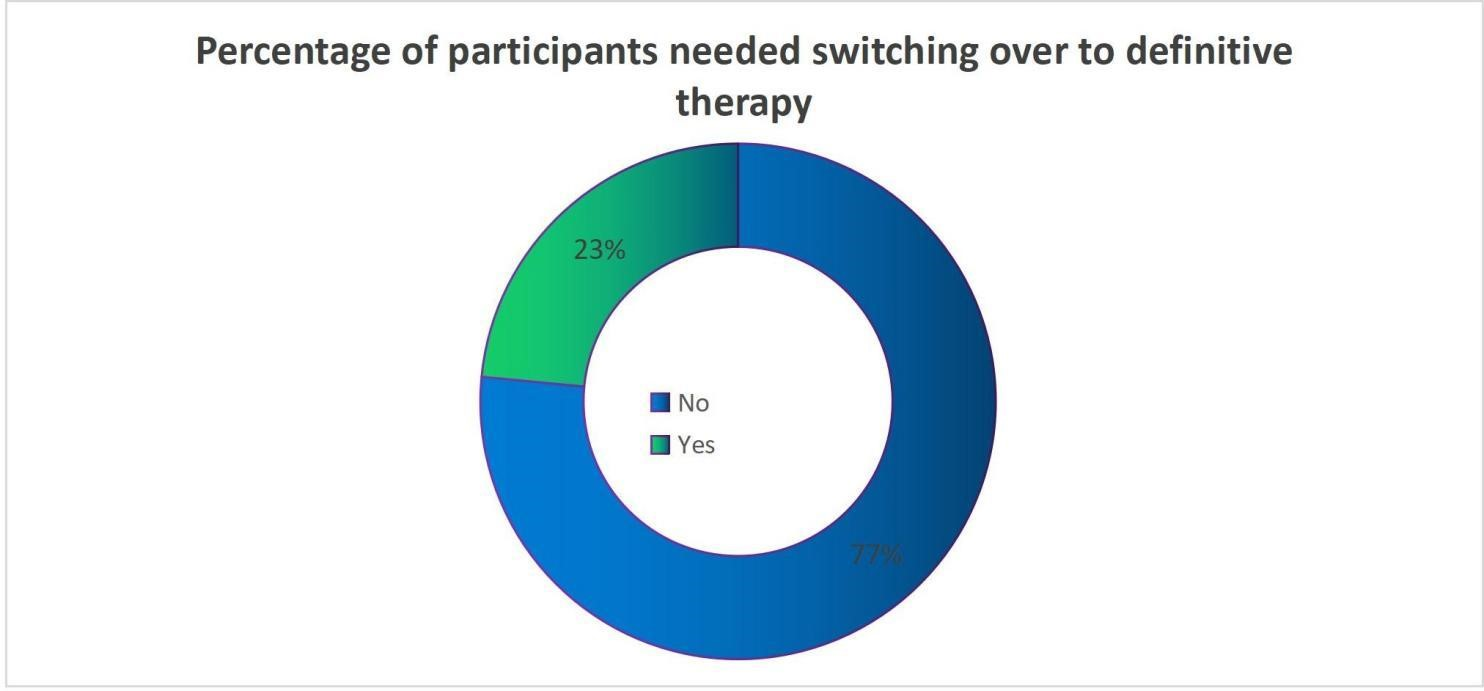 Percentage of participants needed switching over to definitive
therapy
23%
No
Yes
77%